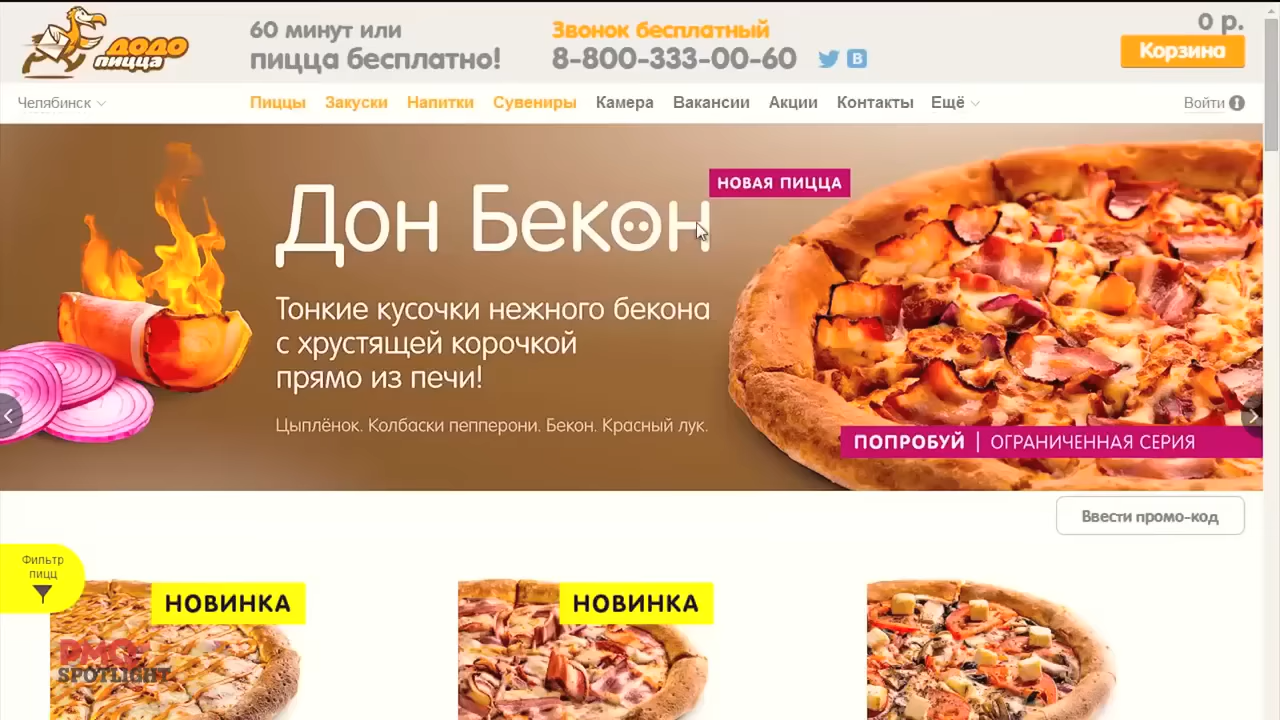 ДОДО
пицца
60 минут или
пицца бесплатно!
Звонок бесплатный
8-800-333-00-60
B
0 р.
Корзина
Челябинск
Пиццы Закуски Напитки Сувениры Камера Вакансии Акции Контакты Ещё
Войти
НОВАЯ ПИЦЦА
Дон Бекон
Тонкие кусочки нежного бекона
с хрустящей корочкой
прямо из печи!
Цыплёнок. Колбаски пепперони. Бекон. Красный лук.
ПОПРОБУЙ | ОГРАНИЧЕННАЯ СЕРИЯ
Ввести промо-код
Фильтр
пицц
НОВИНКА
НОВИНКА
PMQ
SPOTLIGHT